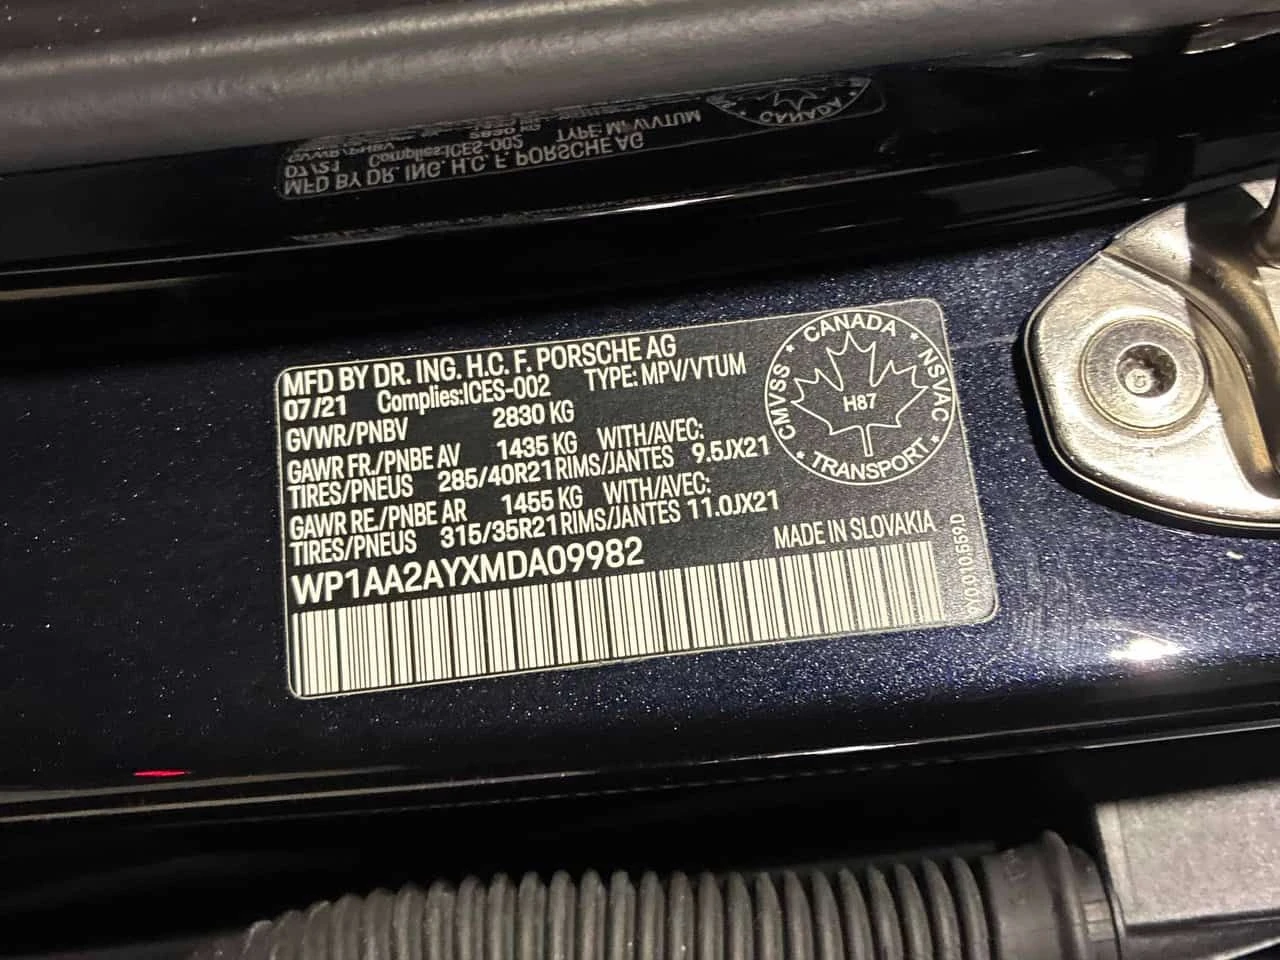 MFD BY DR. ING. H.C. F. PORSCHE AG
07/21 Complies:ICES-002 TYPE: MPV/VTUM
GVWR/PNBV 2830 KG
GAWR FR./PNBE AV 1435 KG WITH/AVEC:
TIRES/PNEUS 285/40R21 RIMS/JANTES 9.5JX21
GAWR RE./PNBE AR 1455 KG WITH/AVEC:
TIRES/PNEUS 315/35R21 RIMS/JANTES 11.0JX21
WP1AA2AYXMDA09982
MADE IN SLOVAKIA
CANADA
NSVAC
TRANSPORT
CMVSS
H87